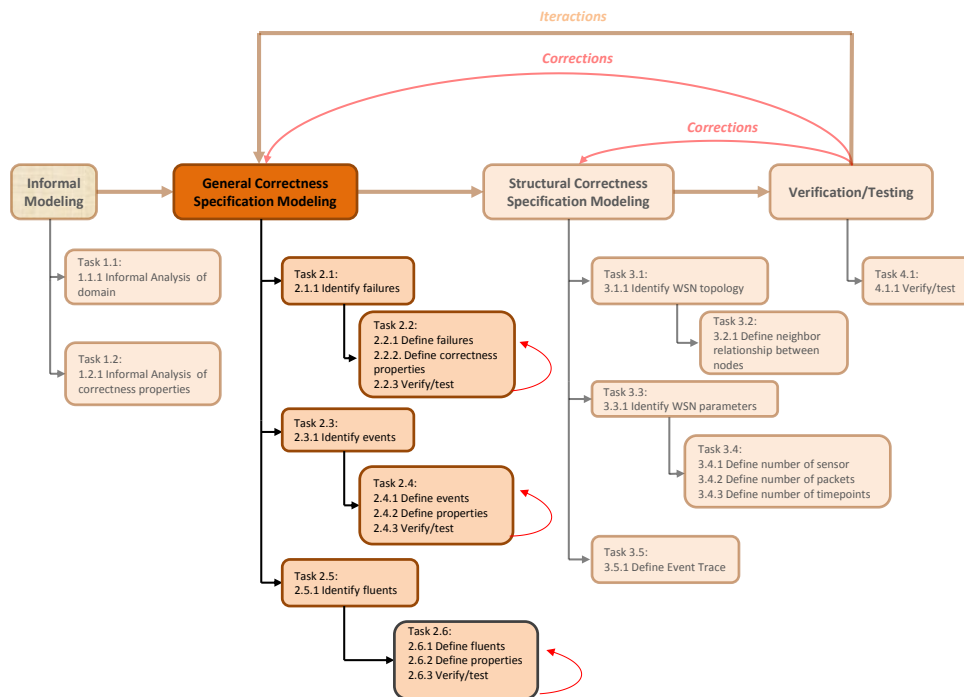 Iteractions
Corrections
Corrections
Informal
Modeling
General Correctness
Specification Modeling
Structural Correctness
Specification Modeling
Verification/Testing
Task 1.1:
1.1.1 Informal Analysis of
domain
Task 1.2:
1.2.1 Informal Analysis of
correctness properties
Task 2.1:
2.1.1 Identify failures
Task 2.2:
2.2.1 Define failures
2.2.2. Define correctness
properties
2.2.3 Verify/test
Task 2.3:
2.3.1 Identify events
Task 2.4:
2.4.1 Define events
2.4.2 Define properties
2.4.3 Verify/test
Task 2.5:
2.5.1 Identify fluents
Task 2.6:
2.6.1 Define fluents
2.6.2 Define properties
2.6.3 Verify/test
Task 3.1:
3.1.1 Identify WSN topology
Task 3.2:
3.2.1 Define neighbor
relationship between
nodes
Task 3.3:
3.3.1 Identify WSN parameters
Task 3.4:
3.4.1 Define number of sensor
3.4.2 Define number of packets
3.4.3 Define number of timepoints
Task 3.5:
3.5.1 Define Event Trace
Task 4.1:
4.1.1 Verify/test